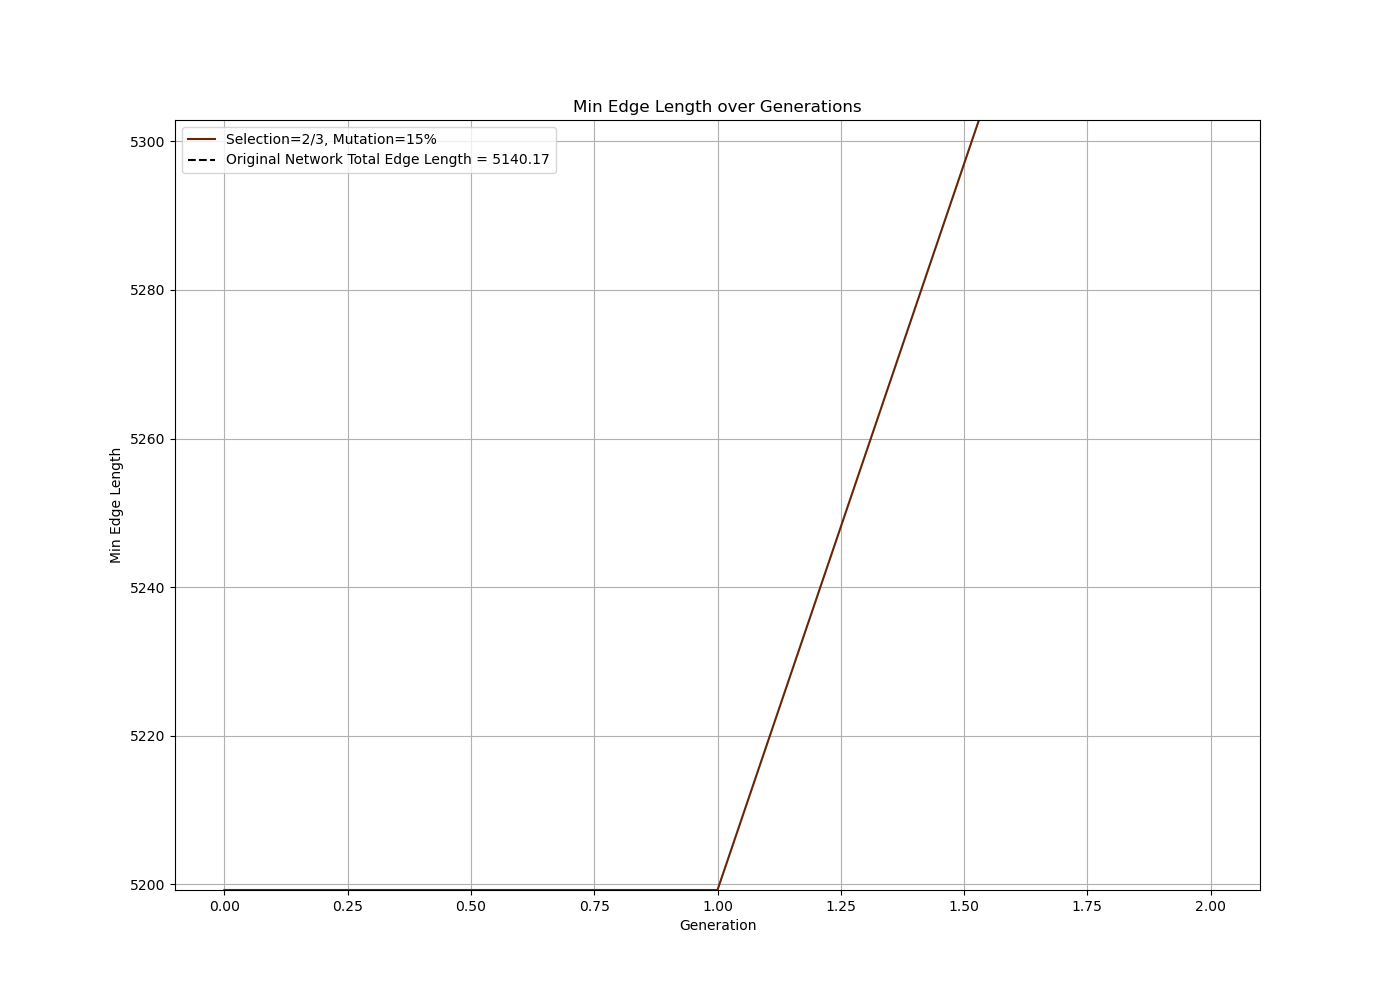 Min Edge Length over Generations
Selection=2/3, Mutation=15%
Original Network Total Edge Length = 5140.17
5300
5280
5260
5240
5220
5200
Min Edge Length
0.00 0.25 0.50 0.75 1.00 1.25 1.50 1.75 2.00
Generation